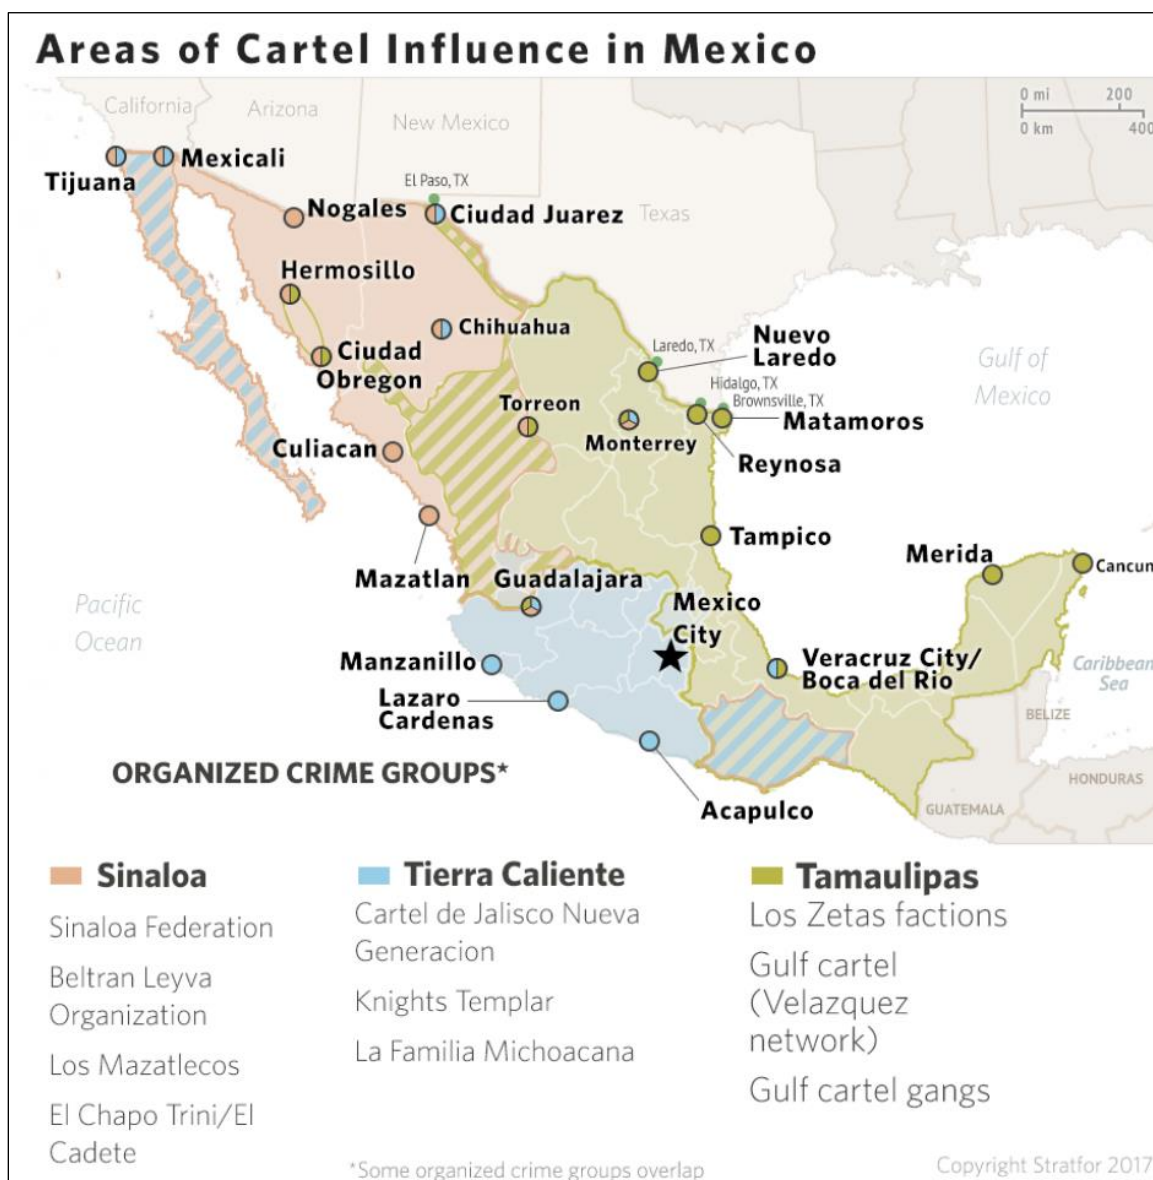 Areas of Cartel Influence in Mexico
California
Arizona
New Mexico
0 mi 200
0 km 400
Tijuana
Mexicali
El Paso, TX
Nogales
Ciudad Juarez
Texas
Hermosillo
Chihuahua
Ciudad
Obregon
Nuevo
Laredo
Laredo, TX
Gulf of
Mexico
Hidalgo, TX
Brownsville, TX
Torreon
Matamoros
Monterrey
Culiacan
Reynosa
Tampico
Merida
Cancun
Mazatlan
Guadalajara
Pacific
Ocean
Mexico
City
Manzanillo
Veracruz City/
Boca del Rio
Caribbean
Sea
Lazaro
Cardenas
BELIZE
ORGANIZED CRIME GROUPS*
HONDURAS
Acapulco
GUATEMALA
Sinaloa
Sinaloa Federation
Beltran Leyva
Organization
Los Mazatlecos
El Chapo Trini/El
Cadete
Tierra Caliente
Cartel de Jalisco Nueva
Generacion
Knights Templar
La Familia Michoacana
Tamaulipas
Los Zetas factions
Gulf cartel
(Velazquez
network)
Gulf cartel gangs
*Some organized crime groups overlap
Copyright Stratfor 2017